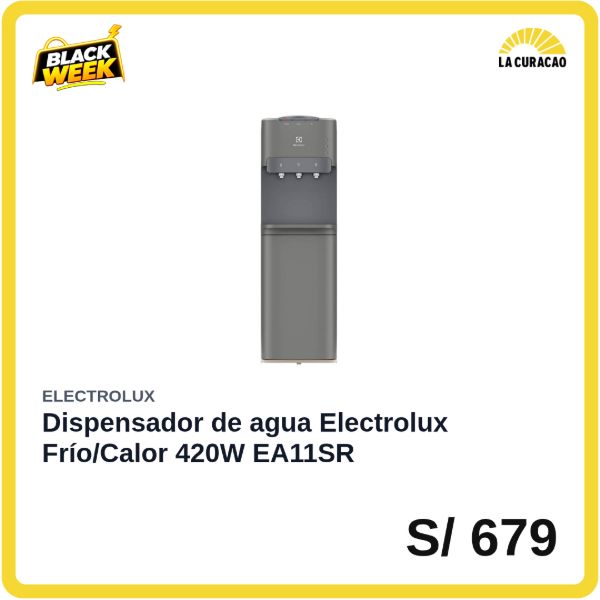 BLACK
WEEK
LA CURACAO
ELECTROLUX
Dispensador de agua Electrolux
Frío/Calor 420W EA11SR
S/ 679